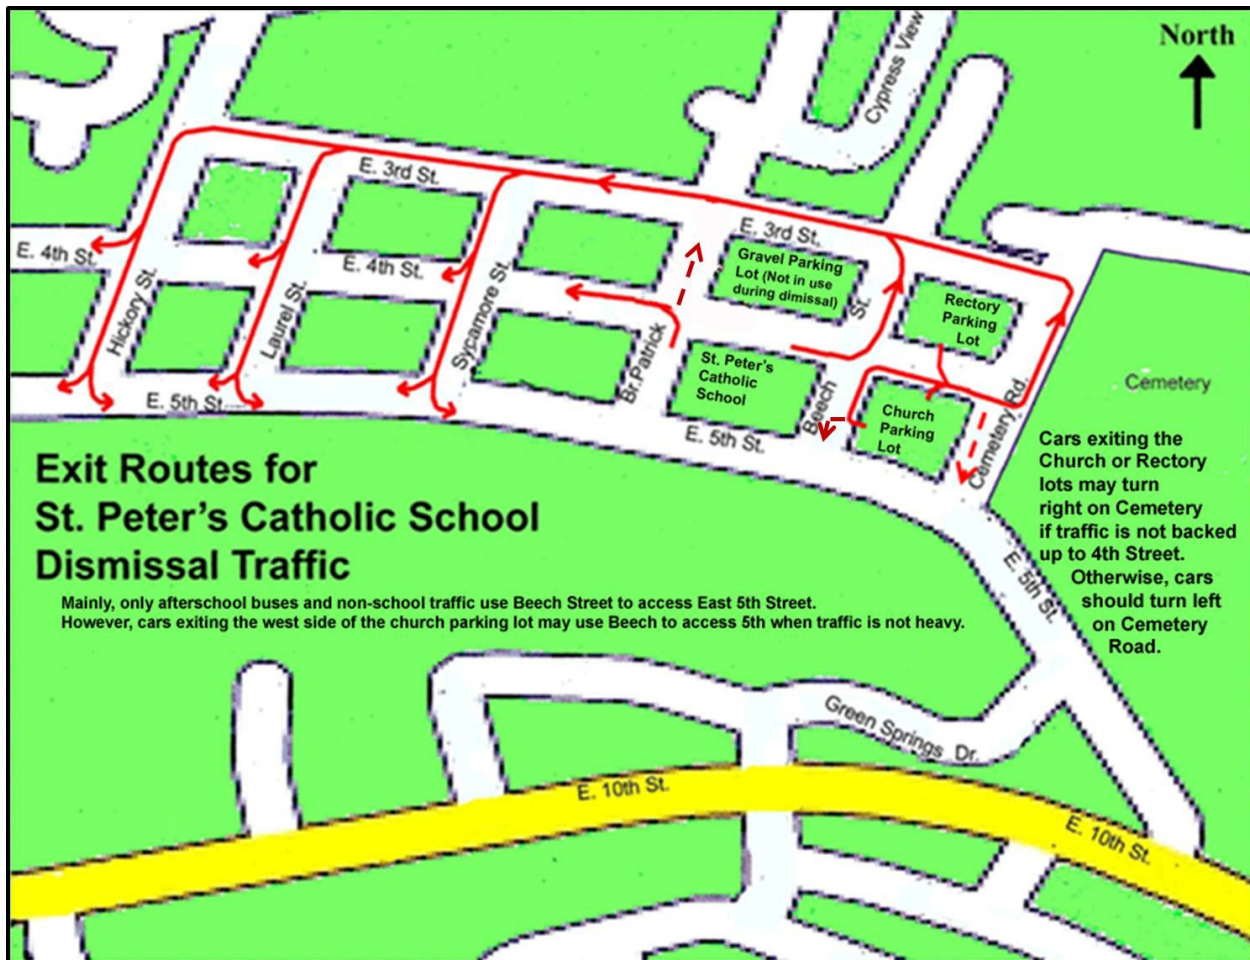 North
Cypress View
E. 3rd St.
E. 3rd St.
E. 4th St.
E. 4th St.
Gravel Parking
Lot (Not in use
during dimissal)
St.
Rectory
Parking
Lot
Hickory St.
Laurel St.
Sycamore St.
Br.Patrick
St. Peter's
Catholic
School
Beech
Church
Parking
Lot
Cemetery Rd.
Cemetery
E. 5th St.
E. 5th St.
E. 5th St.
Cars exiting the
Church or Rectory
lots may turn
right on Cemetery
if traffic is not backed
up to 4th Street.
Otherwise, cars
should turn left
on Cemetery
Road.
Exit Routes for
St. Peter's Catholic School
Dismissal Traffic
Mainly, only afterschool buses and non-school traffic use Beech Street to access East 5th Street.
However, cars exiting the west side of the church parking lot may use Beech to access 5th when traffic is not heavy.
Green Springs Dr.
E. 10th St.
E. 10th St.